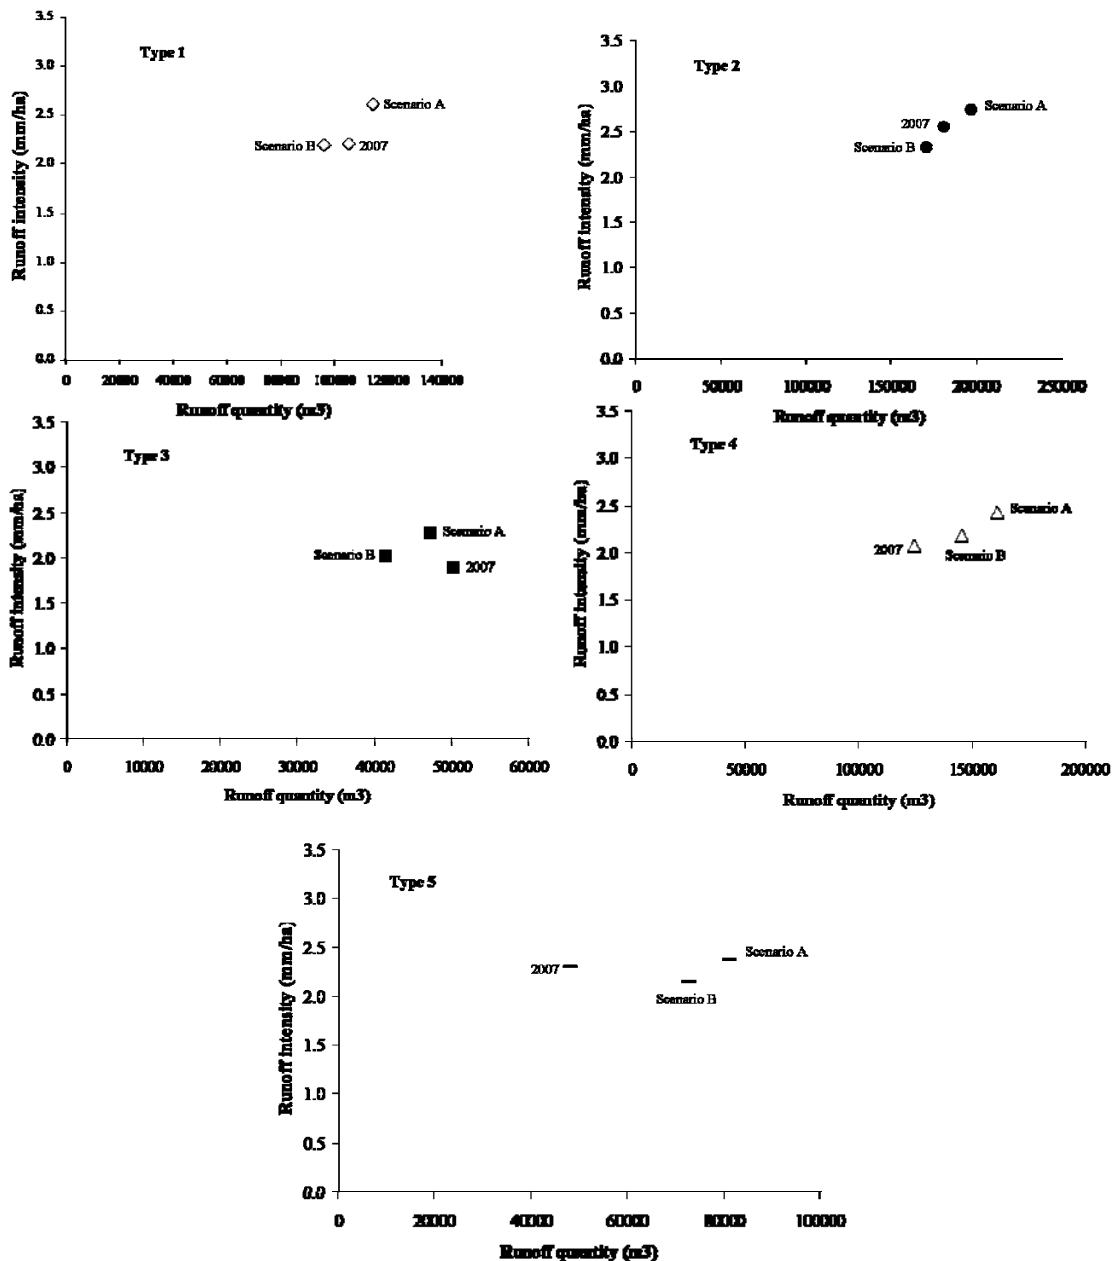 3.5
Type 1
3.0
Scenario A
2.5
Scenario B
2007
2.0
1.5
1.0
0.5
0.0
Runoff intensity (mm/ha)
0 20000 40000 60000 80000 100000 120000 140000
Runoff quantity (m3)
3.5
Type 2
3.0
Scenario A
2007
2.5
Scenario B
2.0
1.5
1.0
0.5
0.0
Runoff intensity (mm/ha)
0 50000 100000 150000 200000 250000
Runoff quantity (m3)
3.5
Type 3
3.0
2.5
Scenario A
Scenario B
2.0
2007
1.5
1.0
0.5
0.0
Runoff intensity (mm/ha)
0 10000 20000 30000 40000 50000 60000
Runoff quantity (m3)
3.5
Type 4
3.0
2.5
Scenario A
2007
Scenario B
2.0
1.5
1.0
0.5
0.0
Runoff intensity (mm/ha)
0 50000 100000 150000 200000
Runoff quantity (m3)
3.5
Type 5
3.0
2.5
Scenario A
2007
Scenario B
2.0
1.5
1.0
0.5
0.0
Runoff intensity (mm/ha)
0 20000 40000 60000 80000 100000
Runoff quantity (m3)